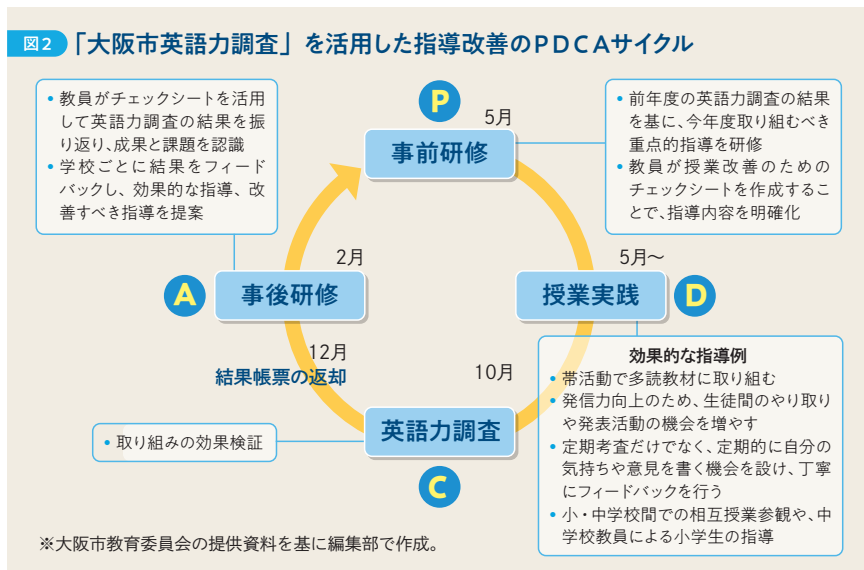 図2 「大阪市英語力調査」を活用した指導改善のPDCAサイクル
P
5月
事前研修
• 前年度の英語力調査の結果
を基に、今年度取り組むべき
重点的指導を研修
• 教員が授業改善のための
チェックシートを作成するこ
とで、指導内容を明確化
5月〜
授業実践
D
効果的な指導例
• 帯活動で多読教材に取り組む
• 発信力向上のため、生徒間のやり取り
や発表活動の機会を増やす
• 定期考査だけでなく、定期的に自分の
気持ちや意見を書く機会を設け、丁寧
にフィードバックを行う
• 小・中学校間での相互授業参観や、中
学校教員による小学生の指導
10月
英語力調査
C
• 取り組みの効果検証
12月
結果帳票の返却
2月
事後研修
A
• 教員がチェックシートを活用
して英語力調査の結果を振
り返り、成果と課題を認識
• 学校ごとに結果をフィード
バックし、効果的な指導、改
善すべき指導を提案
※大阪市教育委員会の提供資料を基に編集部で作成。